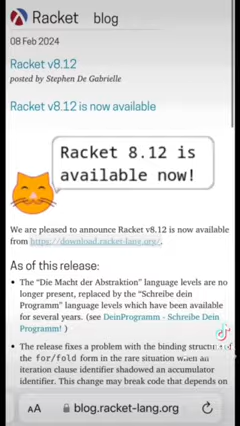 Racket blog
08 Feb 2024
Racket v8.12
posted by Stephen De Gabrielle
Racket v8.12 is now available
Racket 8.12 is
available now!
We are pleased to announce Racket v8.12 is now available
from https://download.racket-lang.org/.
As of this release:
• The “Die Macht der Abstraktion” language levels are no
longer present, replaced by the “Schreibe dein
Programm” language levels which have been available
for several years. (see DeinProgramm - Schreibe Dein
Programm! )
• The release fixes a problem with the binding structure of
the for/fold form in the rare situation when an
iteration clause identifier shadowed an accumulator
identifier. This change may break code that depends on
AA blog.racket-lang.org